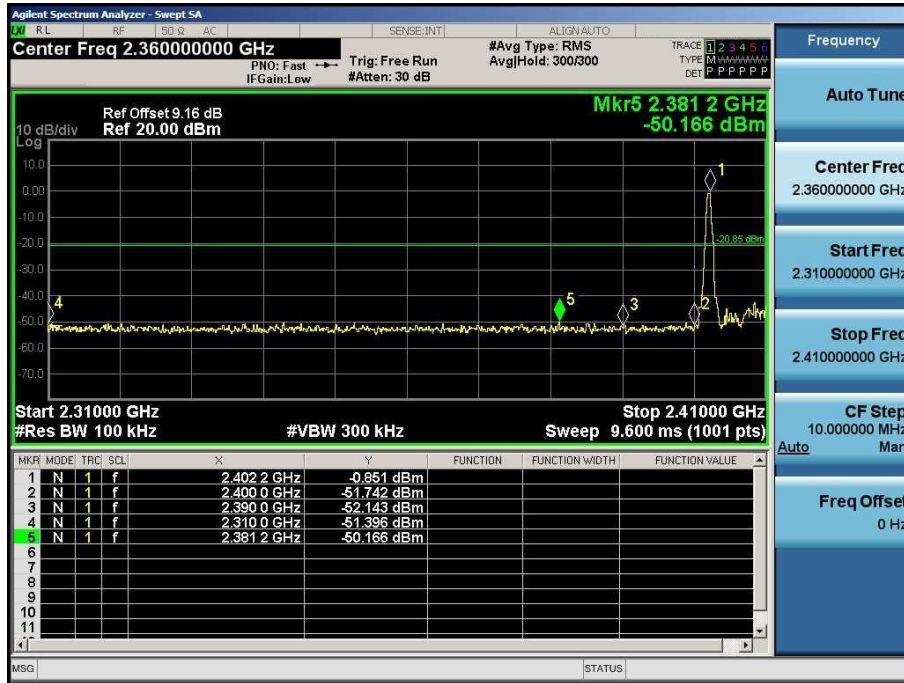 Agilent Spectrum Analyzer - Swept SA
LXI RL RF 50 Ω AC SENSE:INT ALIGN AUTO
Center Freq 2.360000000 GHz
PNO: Fast
IFGain:Low
Trig: Free Run
#Atten: 30 dB
#Avg Type: RMS
Avg|Hold: 300/300
TRACE 1 2 3 4 5 6
TYPE M
DET P P P P P P
Mkr5 2.381 2 GHz
-50.166 dBm
Ref Offset 9.16 dB
10 dB/div Ref 20.00 dBm
Log
10.0
0.00
-10.0
-20.0
-30.0
-40.0
-50.0
-60.0
-70.0
1
-20.85 dBm
4
5
3
2
Start 2.31000 GHz Stop 2.41000 GHz
#Res BW 100 kHz #VBW 300 kHz Sweep 9.600 ms (1001 pts)
MKR MODE TRC SCL X Y FUNCTION FUNCTION WIDTH FUNCTION VALUE
1 N 1 f 2.402 2 GHz -0.851 dBm
2 N 1 f 2.400 0 GHz -51.742 dBm
3 N 1 f 2.390 0 GHz -52.143 dBm
4 N 1 f 2.310 0 GHz -51.396 dBm
5 N 1 f 2.381 2 GHz -50.166 dBm
6
7
8
9
10
11
MSG STATUS
Frequency
Auto Tune
Center Freq
2.360000000 GHz
Start Freq
2.310000000 GHz
Stop Freq
2.410000000 GHz
CF Step
10.000000 MHz
Auto Man
Freq Offset
0 Hz